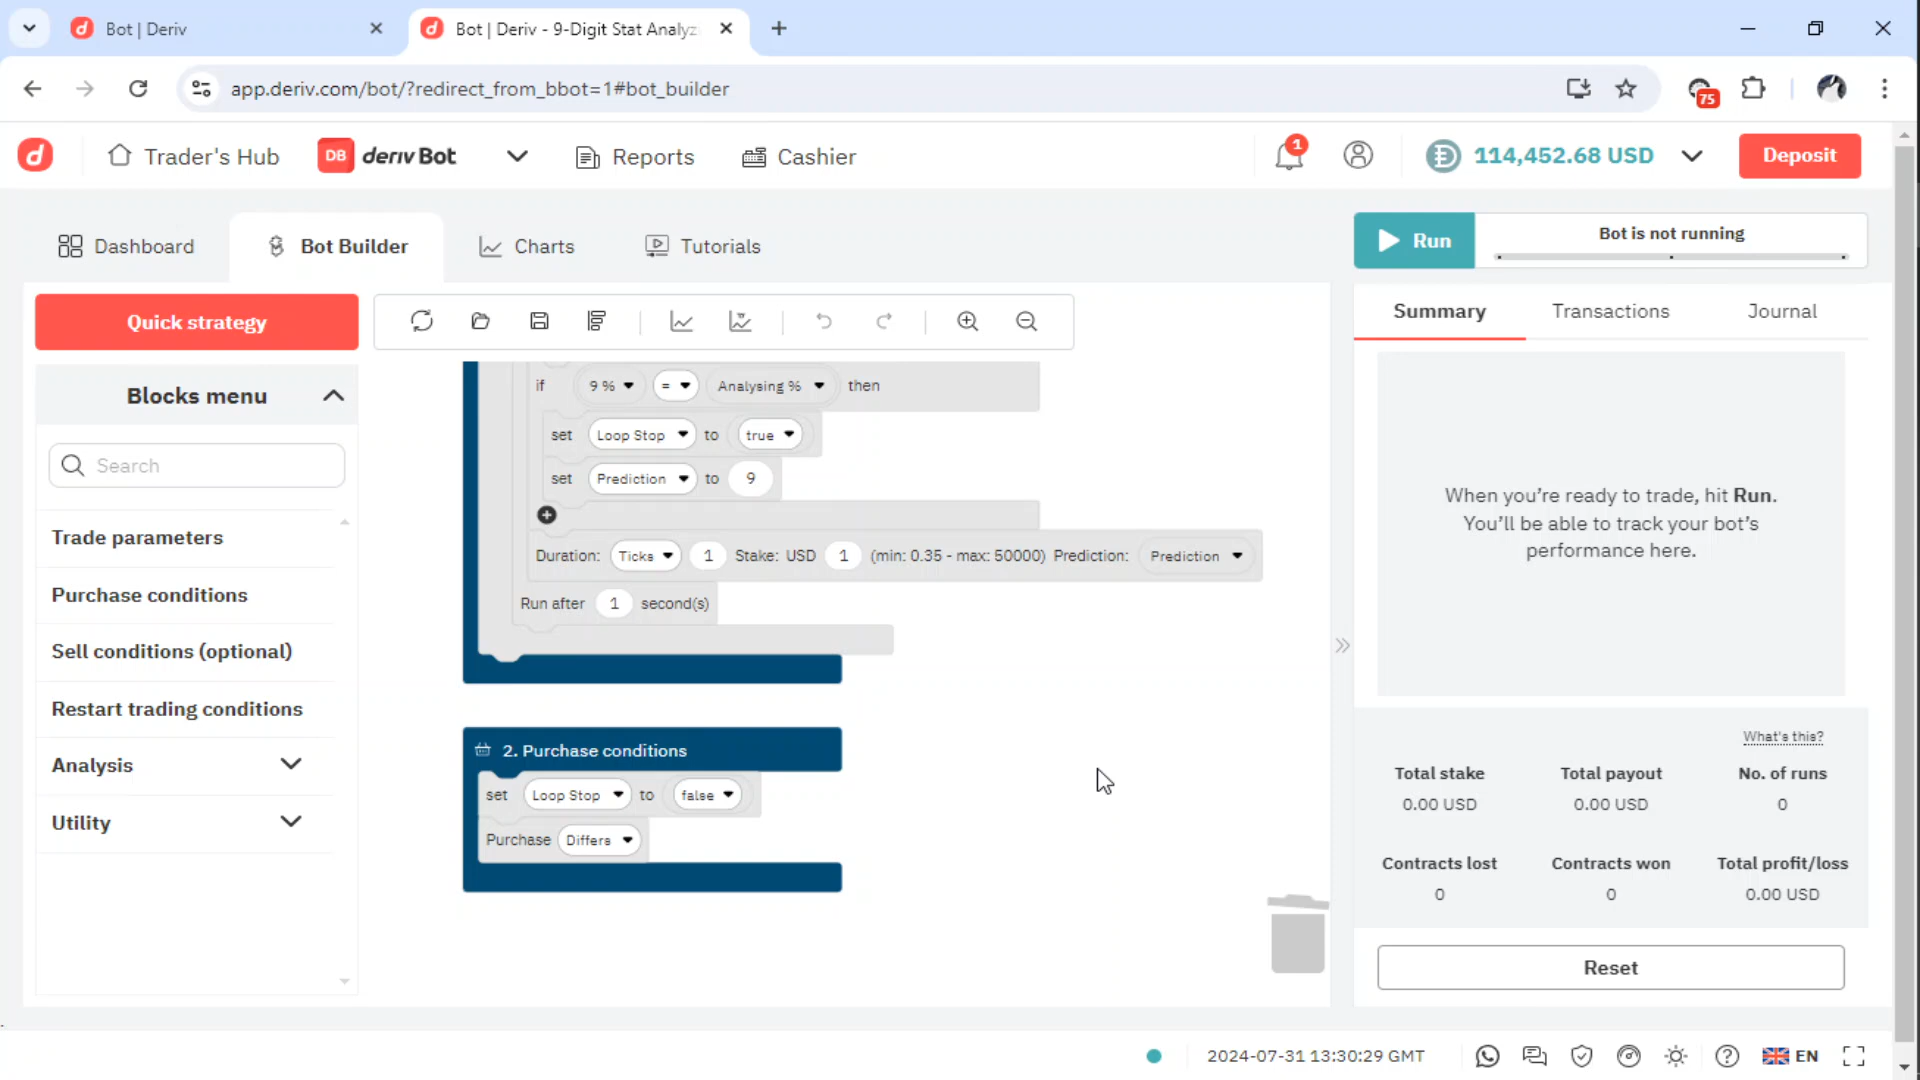 Bot | Deriv
Bot | Deriv - 9-Digit Stat Analyz
app.deriv.com/bot/?redirect_from_bbot=1#bot_builder
75
Trader's Hub
DB deriv Bot
Reports
Cashier
1
114,452.68 USD
Deposit
Dashboard
Bot Builder
Charts
Tutorials
Run
Bot is not running
Quick strategy
Summary
Transactions
Journal
Blocks menu
Search
Trade parameters
Purchase conditions
Sell conditions (optional)
Restart trading conditions
Analysis
Utility
if 9 % = Analysing % then
set Loop Stop to true
set Prediction to 9
Duration: Ticks 1 Stake: USD 1 (min: 0.35 - max: 50000) Prediction: Prediction
Run after 1 second(s)
2. Purchase conditions
set Loop Stop to false
Purchase Differs
When you're ready to trade, hit Run.
You'll be able to track your bot's
performance here.
What's this?
Total stake
0.00 USD
Total payout
0.00 USD
No. of runs
0
Contracts lost
0
Contracts won
0
Total profit/loss
0.00 USD
Reset
2024-07-31 13:30:29 GMT
EN